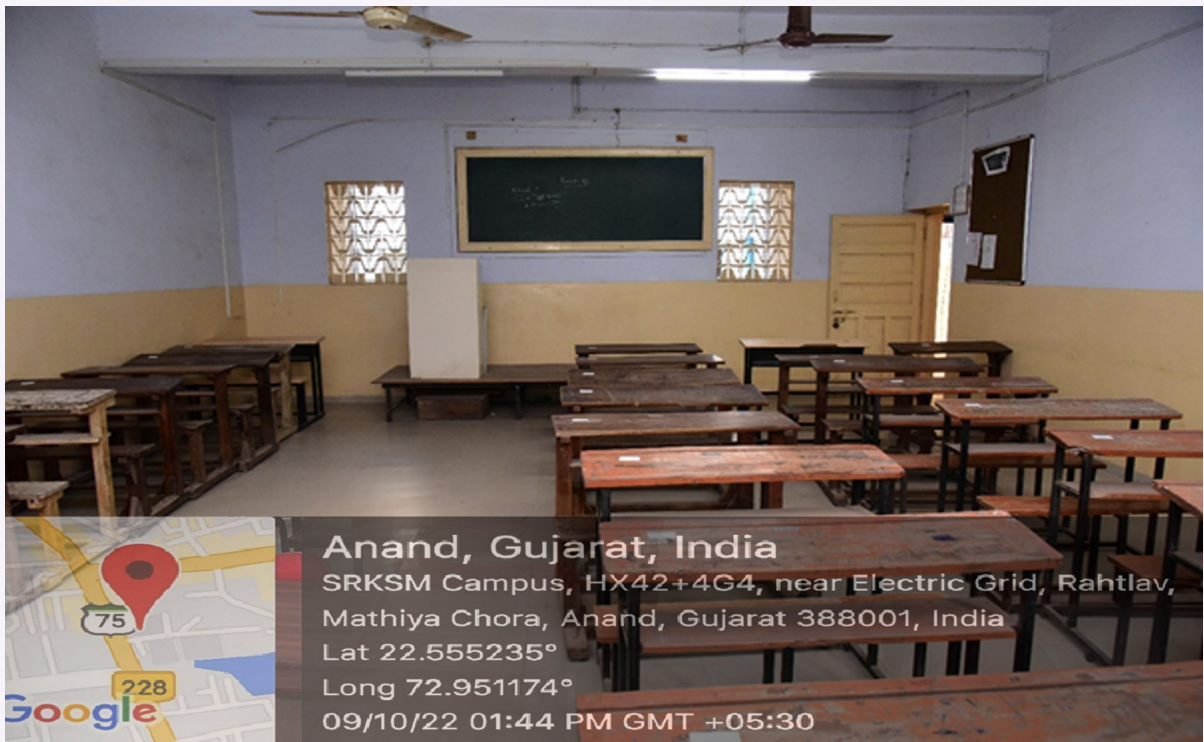 Anand, Gujarat, India
SRKSM Campus, HX42+4G4, near Electric Grid, Rahtlav,
Mathiya Chora, Anand, Gujarat 388001, India
Lat 22.555235°
Long 72.951174°
09/10/22 01:44 PM GMT +05:30
75
228
Google